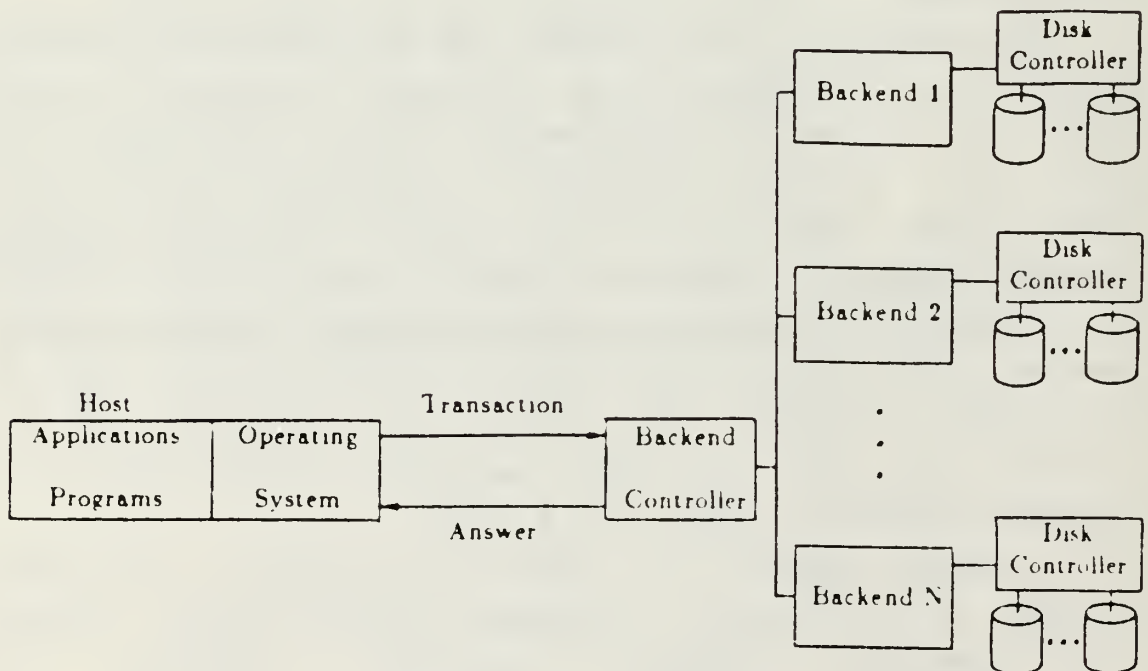 Disk
Controller
Backend 1
Disk
Controller
Backend 2
Host
Applications
Programs
Operating
System
Transaction
Answer
Backend
Controller
Disk
Controller
Backend N